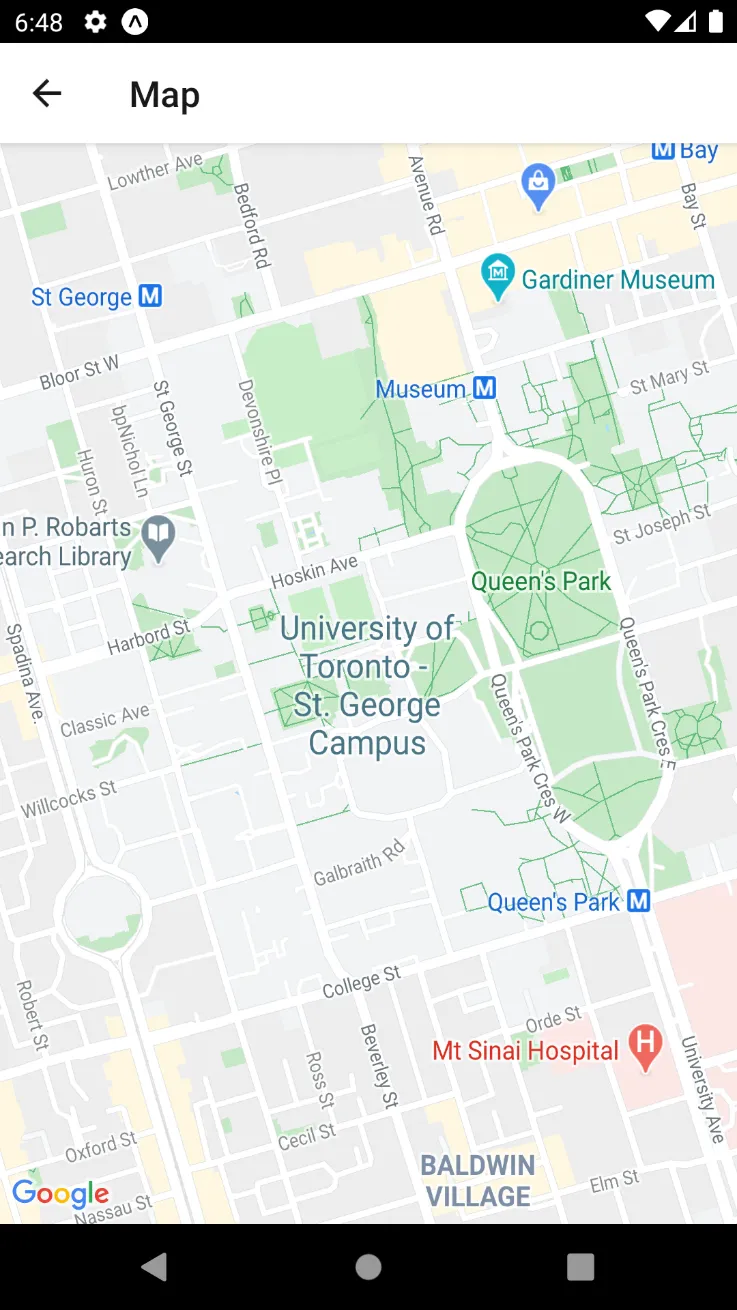 6:48
Map
Lowther Ave
Bedford Rd
Avenue Rd
M Bay
Bay St
St George M
M
Gardiner Museum
Bloor St W
Museum M
St Mary St
St George St
bpNichol Ln
Devonshire Pl
Huron St
n P. Robarts
earch Library
St Joseph St
Hoskin Ave
Queen's Park
Harbord St
University of
Toronto -
St. George
Campus
Spadina Ave.
Queen's Park Cres E
Queen's Park Cres W
Classic Ave
Willcocks St
Galbraith Rd
Queen's Park M
College St
Robert St
Orde St
Mt Sinai Hospital H
Beverley St
Ross St
University Ave
Cecil St
Oxford St
BALDWIN
VILLAGE
Elm St
Google
Nassau St